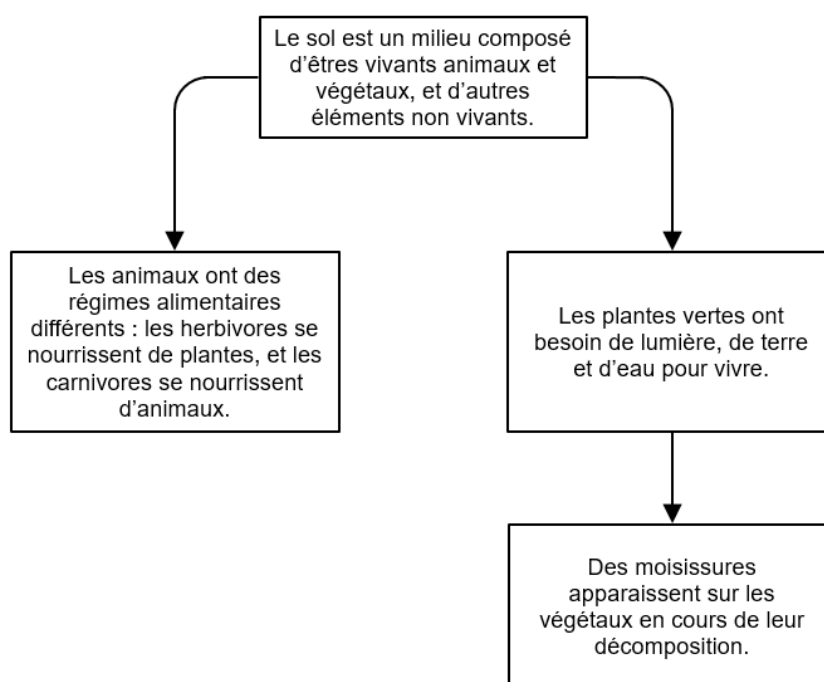 Le sol est un milieu composé
d'êtres vivants animaux et
végétaux, et d'autres
éléments non vivants.
Les animaux ont des
régimes alimentaires
différents : les herbivores se
nourrissent de plantes, et les
carnivores se nourrissent
d'animaux.
Les plantes vertes ont
besoin de lumière, de terre
et d'eau pour vivre.
Des moisissures
apparaissent sur les
végétaux en cours de leur
décomposition.